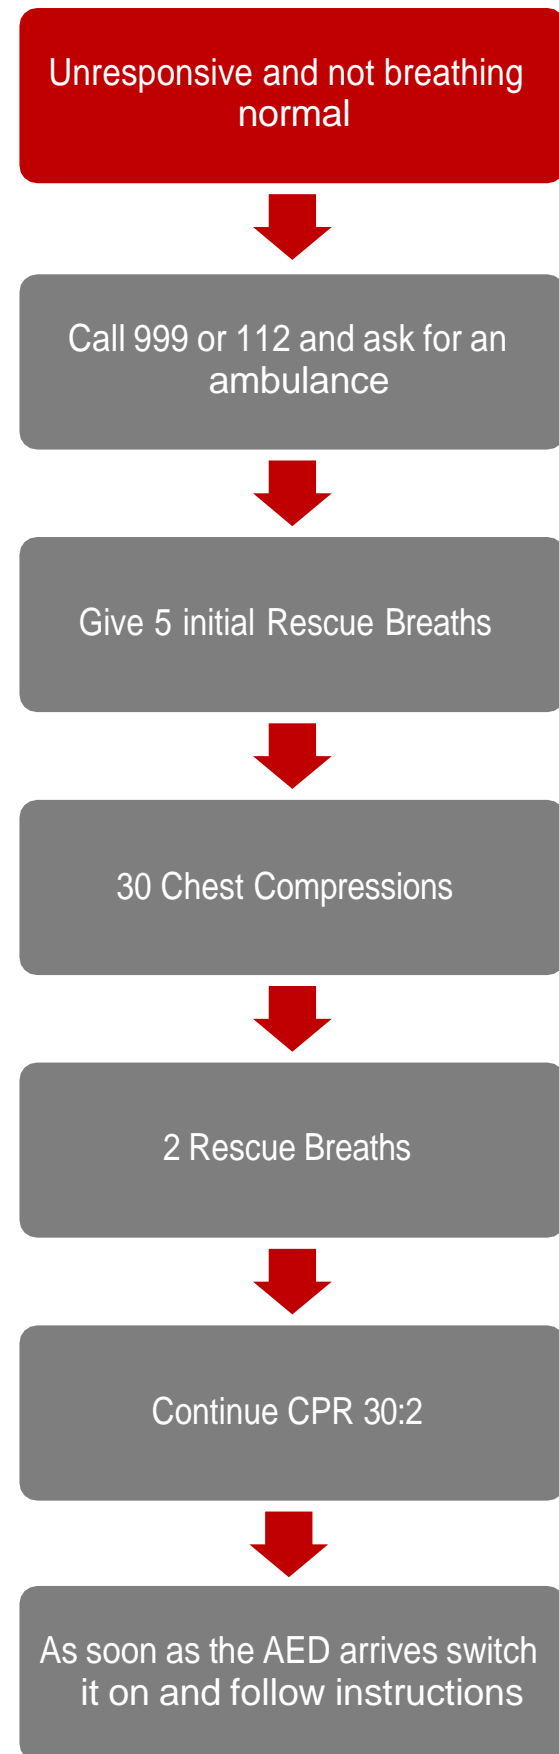 Unresponsive and not breathing
normal
Call 999 or 112 and ask for an
ambulance
Give 5 initial Rescue Breaths
30 Chest Compressions
2 Rescue Breaths
Continue CPR 30:2
As soon as the AED arrives switch
it on and follow instructions